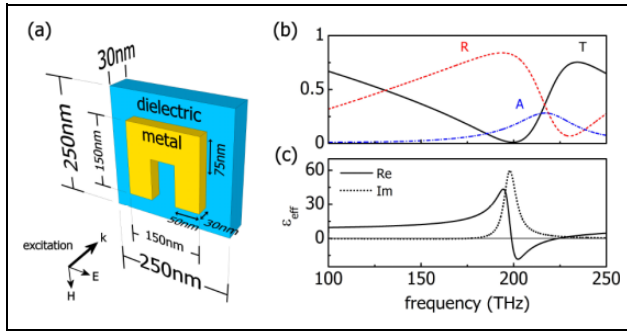 (a)
30nm
dielectric
metal
250nm
150nm
75nm
50nm
30nm
150nm
250nm
excitation
k
E
H
(b)
1
0.5
0
R
T
A
(c)
60
30
0
ε eff
Re
Im
100
150
200
250
frequency (THz)